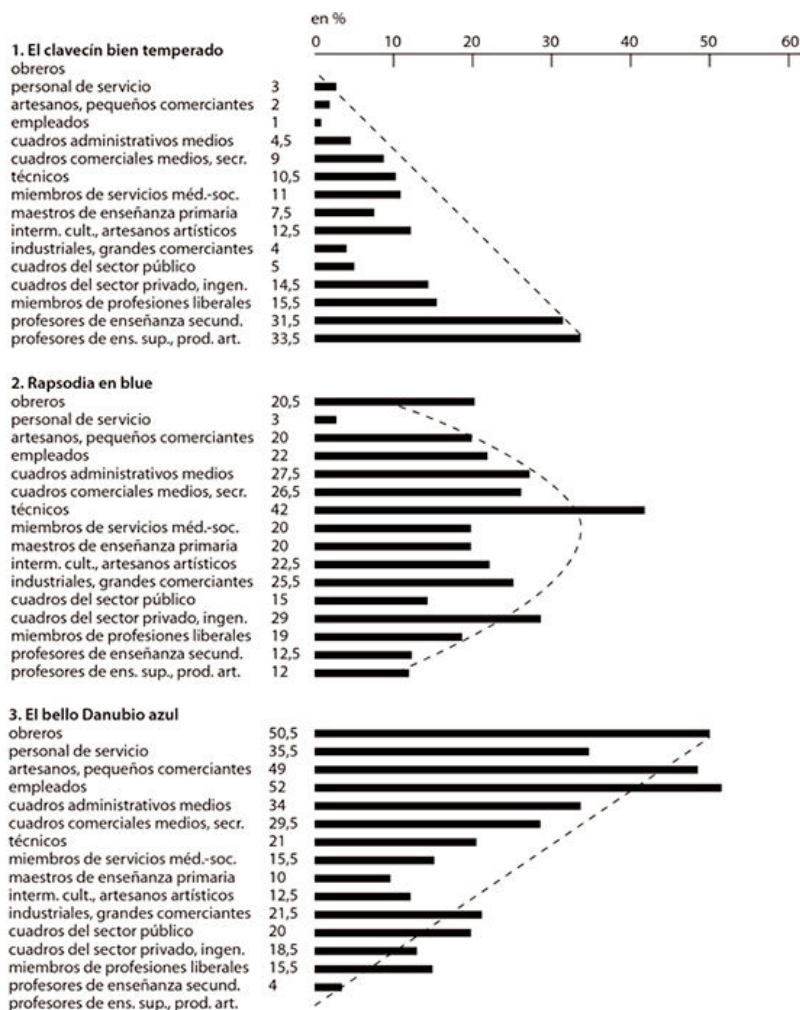 en %
0 10 20 30 40 50 60
1. El clavecín bien temperado
obreros
personal de servicio 3
artesanos, pequeños comerciantes 2
empleados 1
cuadros administrativos medios 4,5
cuadros comerciales medios, secr. 9
técnicos 10,5
miembros de servicios méd.-soc. 11
maestros de enseñanza primaria 7,5
interm. cult., artesanos artísticos 12,5
industriales, grandes comerciantes 4
cuadros del sector público 5
cuadros del sector privado, ingen. 14,5
miembros de profesiones liberales 15,5
profesores de enseñanza secund. 31,5
profesores de ens. sup., prod. art. 33,5
2. Rapsodia en blue
obreros 20,5
personal de servicio 3
artesanos, pequeños comerciantes 20
empleados 22
cuadros administrativos medios 27,5
cuadros comerciales medios, secr. 26,5
técnicos 42
miembros de servicios méd.-soc. 20
maestros de enseñanza primaria 20
interm. cult., artesanos artísticos 22,5
industriales, grandes comerciantes 25,5
cuadros del sector público 15
cuadros del sector privado, ingen. 29
miembros de profesiones liberales 19
profesores de enseñanza secund. 12,5
profesores de ens. sup., prod. art. 12
3. El bello Danubio azul
obreros 50,5
personal de servicio 35,5
artesanos, pequeños comerciantes 49
empleados 52
cuadros administrativos medios 34
cuadros comerciales medios, secr. 29,5
técnicos 21
miembros de servicios méd.-soc. 15,5
maestros de enseñanza primaria 10
interm. cult., artesanos artísticos 12,5
industriales, grandes comerciantes 21,5
cuadros del sector público 20
cuadros del sector privado, ingen. 18,5
miembros de profesiones liberales 15,5
profesores de enseñanza secund. 4
profesores de ens. sup., prod. art.